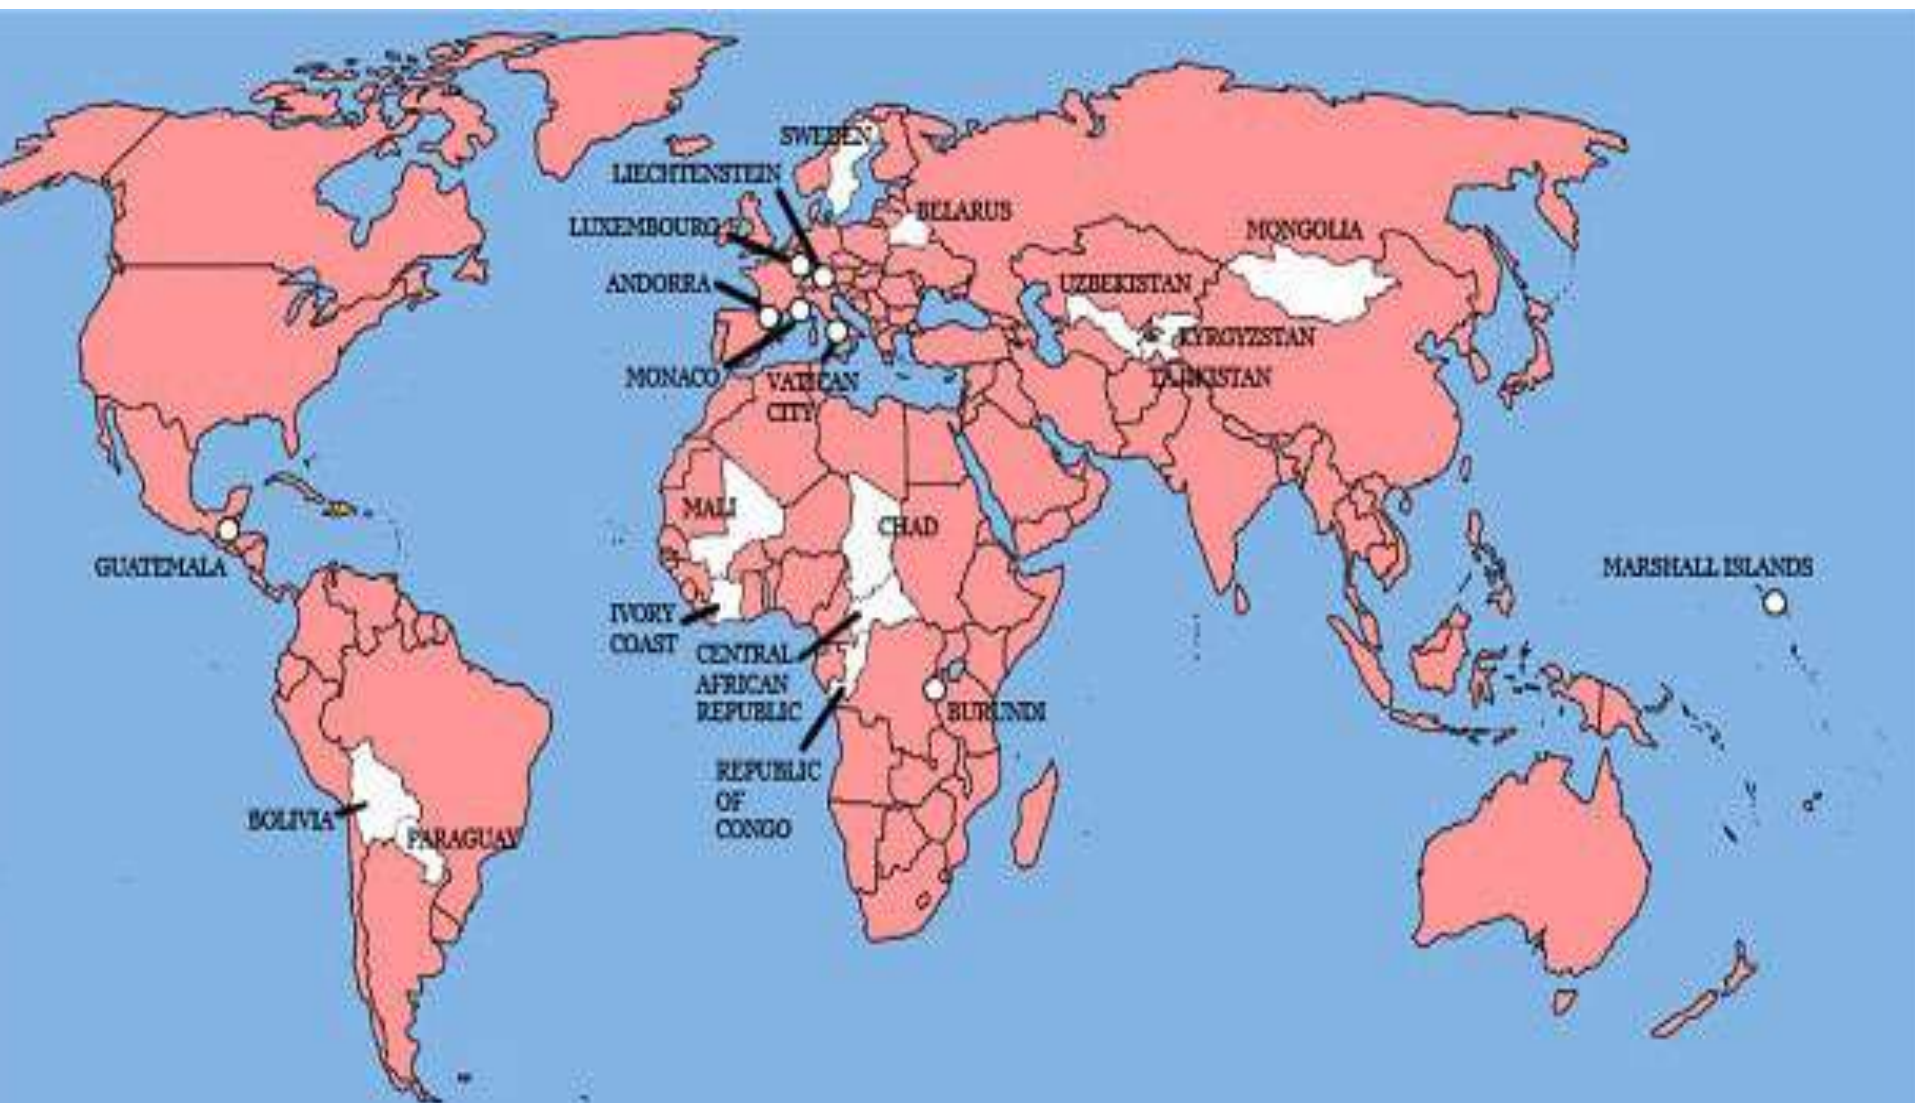 SWEDEN
LIECHTENSTEIN
LUXEMBOURG
BELARUS
MONGOLIA
ANDORRA
UZBEKISTAN
KYRGYZSTAN
MONACO
VATICAN
CITY
TAJIKISTAN
MALI
CHAD
GUATEMALA
MARSHALL ISLANDS
IVORY
COAST
CENTRAL
AFRICAN
REPUBLIC
BURUNDI
REPUBLIC
OF
CONGO
BOLIVIA
PARAGUAY